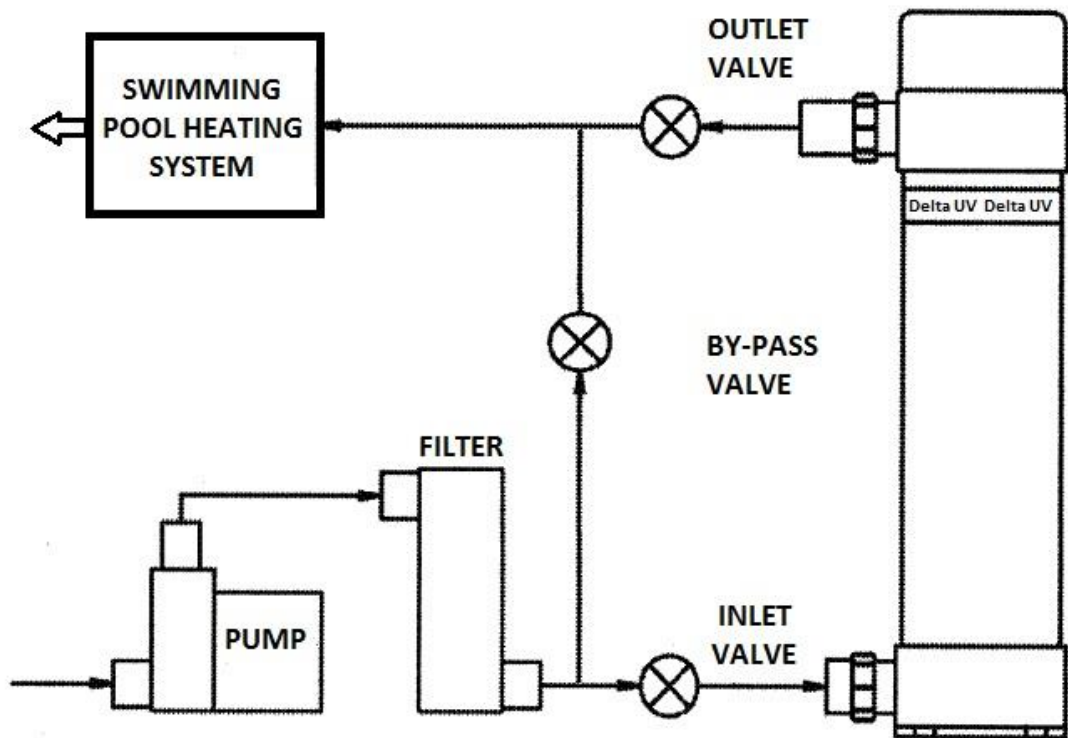 OUTLET
VALVE
SWIMMING
POOL HEATING
SYSTEM
Delta UV Delta UV
BY-PASS
VALVE
FILTER
PUMP
INLET
VALVE